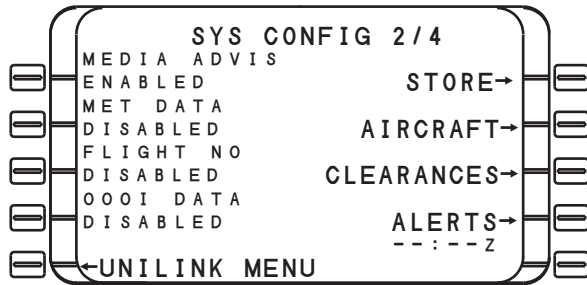 SYS CONFIG 2/4
MEDIA ADVIS
ENABLED STORE→
MET DATA
DISABLED AIRCRAFT→
FLIGHT NO
DISABLED CLEARANCES→
OOOI DATA
DISABLED ALERTS→
--:--Z
←UNILINK MENU